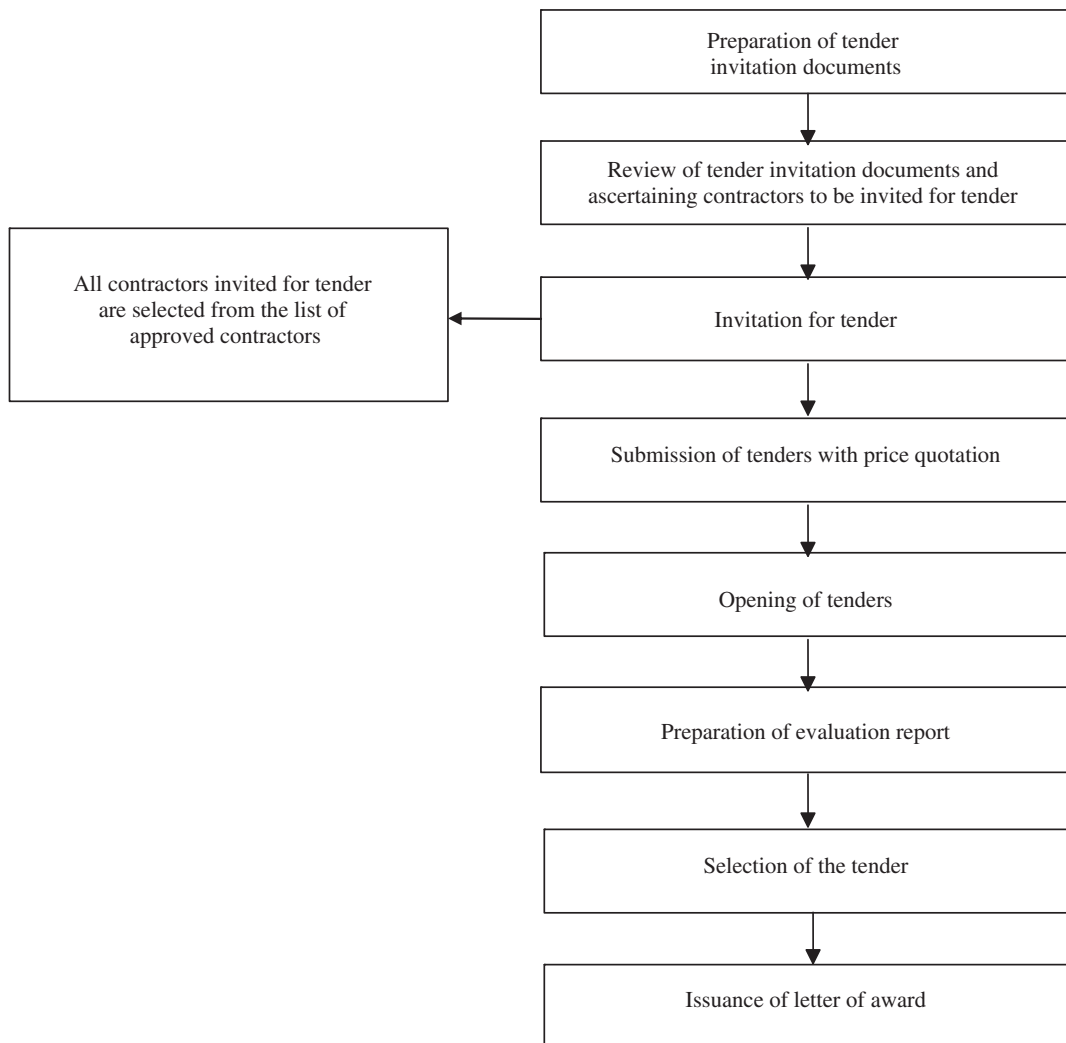 Preparation of tender
invitation documents
Review of tender invitation documents and
ascertaining contractors to be invited for tender
All contractors invited for tender
are selected from the list of
approved contractors
Invitation for tender
Submission of tenders with price quotation
Opening of tenders
Preparation of evaluation report
Selection of the tender
Issuance of letter of award